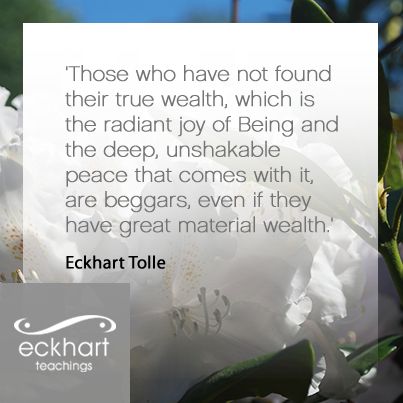 'Those who have not found
their true wealth, which is
the radiant joy of Being and
the deep, unshakable
peace that comes with it,
are beggars, even if they
have great material wealth.'
Eckhart Tolle
eckhart
teachings